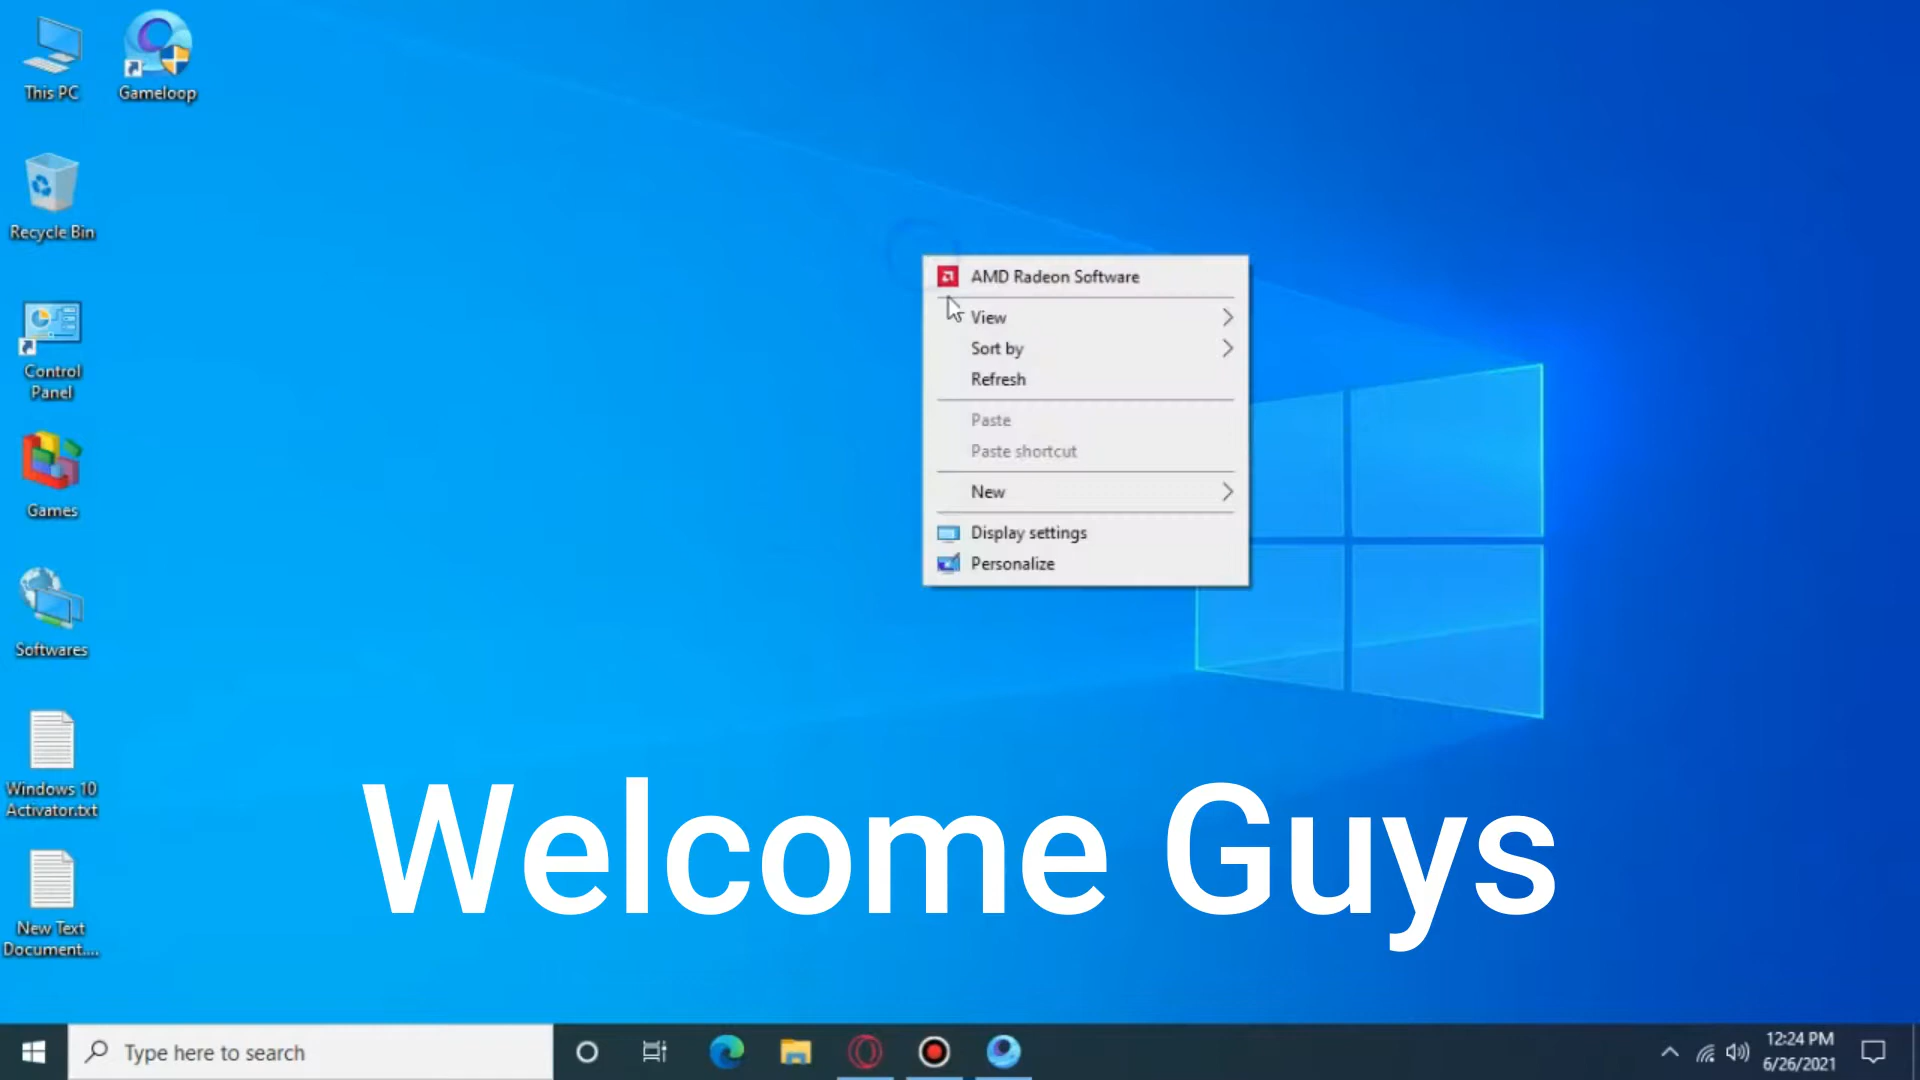 This PC
Gameloop
Recycle Bin
Control
Panel
Games
Softwares
Windows 10
Activator.txt
New Text
Document....
AMD Radeon Software
View
Sort by
Refresh
Paste
Paste shortcut
New
Display settings
Personalize
Welcome Guys
Type here to search
12:24 PM
6/26/2021